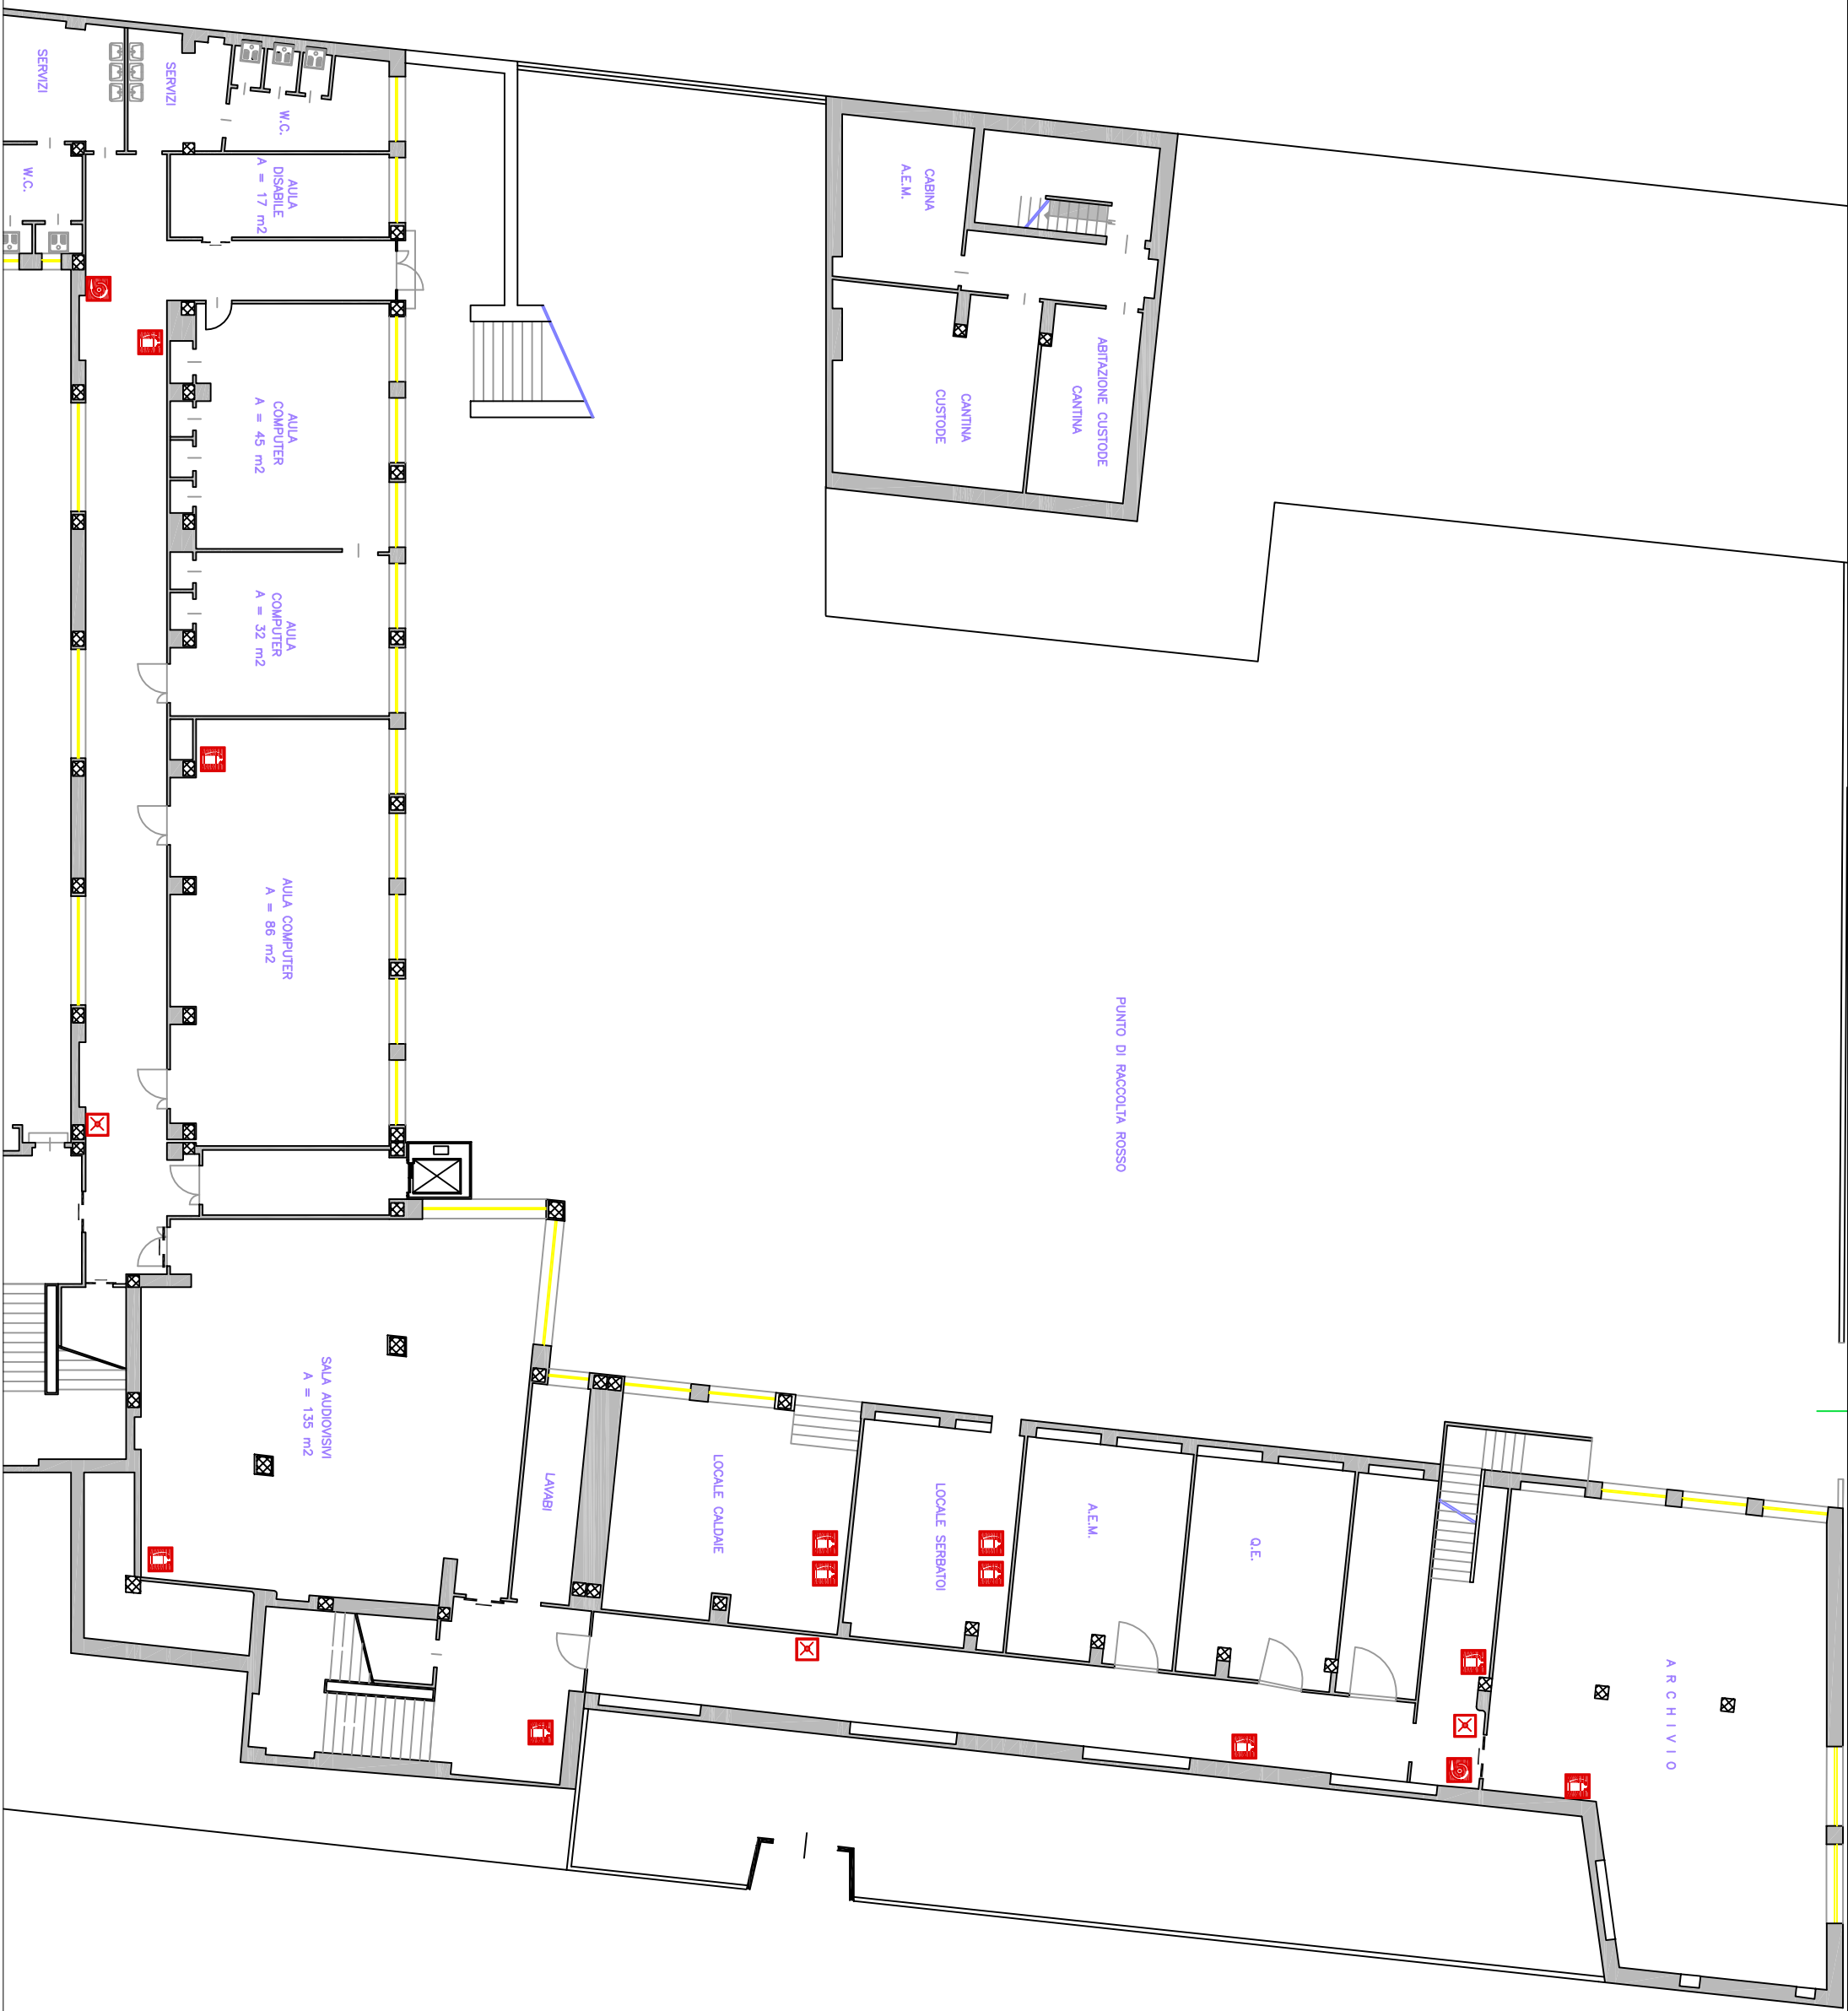 SERVIZI
SERVIZI
W.C.
W.C.
AULA
DISABILE
A = 17 m2
CABINA
A.E.M.
ABITAZIONE CUSTODE
CANTINA
CANTINA
CUSTODE
AULA
COMPUTER
A = 45 m2
AULA
COMPUTER
A = 32 m2
AULA COMPUTER
A = 86 m2
PUNTO DI RACCOLTA ROSSO
SALA AUDIOVISIVI
A = 135 m2
LAVABI
LOCALE CALDAIE
LOCALE SERBATOI
A.E.M.
Q.E.
A R C H I V I O